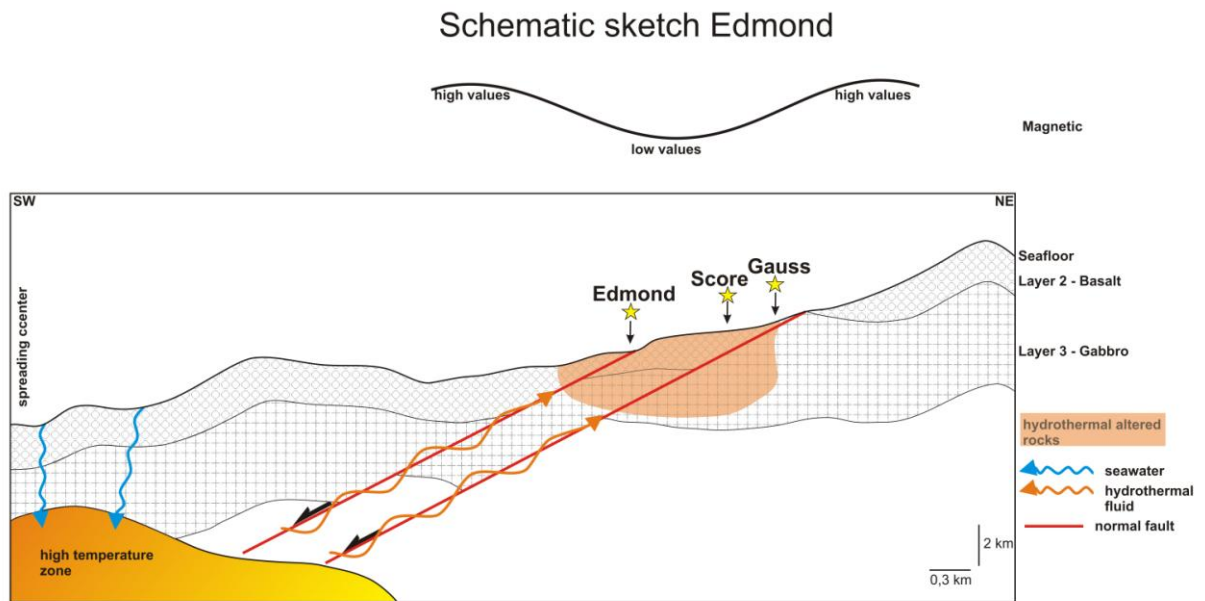 Schematic sketch Edmond
high values
high values
low values
Magnetic
SW
NE
spreading ccenter
Edmond
Score
Gauss
Seafloor
Layer 2 - Basalt
Layer 3 - Gabbro
hydrothermal altered
rocks
seawater
hydrothermal
fluid
normal fault
high temperature
zone
2 km
0,3 km